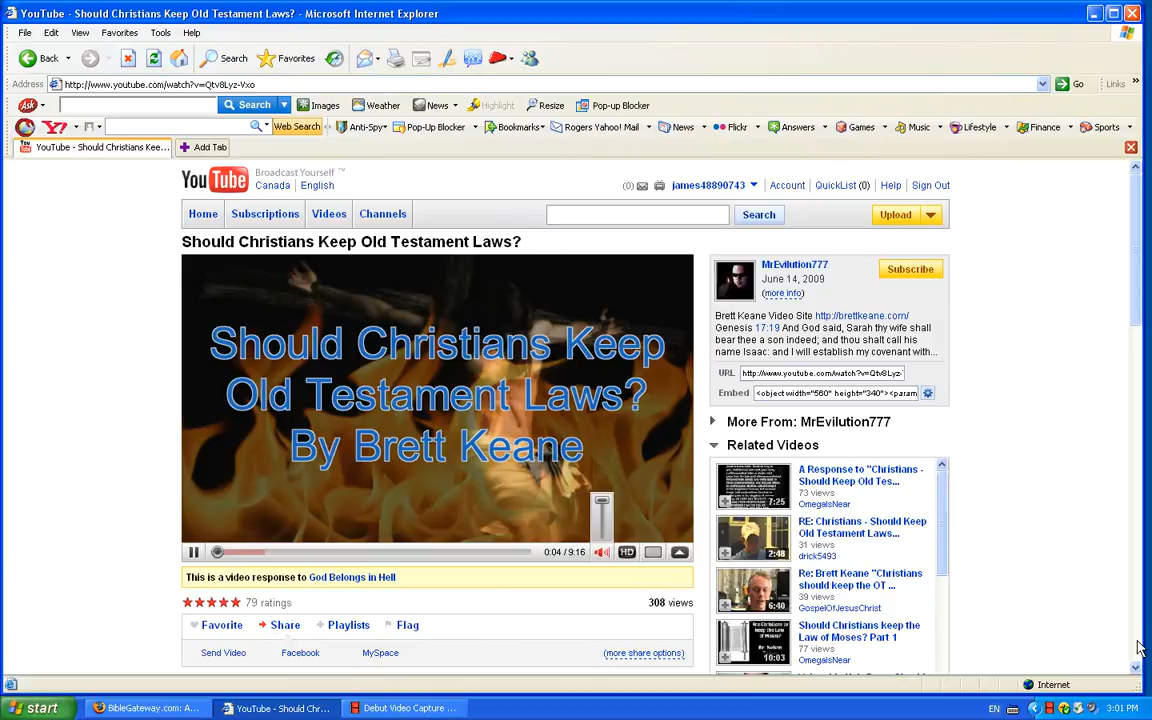 YouTube - Should Christians Keep Old Testament Laws? - Microsoft Internet Explorer
File Edit View Favorites Tools Help
Back Search Favorites
Address http://www.youtube.com/watch?v=Qtv8Lyz-Vxo Go Links »
Ask Search Images Weather News Highlight Resize Pop-up Blocker
Y! Web Search Anti-Spy Pop-Up Blocker Bookmarks Rogers Yahoo! Mail News Flickr Answers Games Music Lifestyle Finance Sports
YouTube - Should Christians Kee... Add Tab
YouTube Broadcast Yourself ™
Canada | English
(0) james48890743 Account QuickList (0) Help Sign Out
Home Subscriptions Videos Channels Search Upload
Should Christians Keep Old Testament Laws?
Should Christians Keep
Old Testament Laws?
By Brett Keane
0:04 / 9:16 HD
This is a video response to God Belongs in Hell
79 ratings 308 views
Favorite Share Playlists Flag
Send Video Facebook MySpace (more share options)
MrEvilution777
June 14, 2009
(more info)
Subscribe
Brett Keane Video Site http://brettkeane.com/
Genesis 17:19 And God said, Sarah thy wife shall
bear thee a son indeed; and thou shalt call his
name Isaac: and I will establish my covenant with...
URL http://www.youtube.com/watch?v=Qtv8Lyz-
Embed <object width="560" height="340"><param
More From: MrEvilution777
Related Videos
A Response to "Christians -
Should Keep Old Tes...
73 views
OmegaIsNear
7:25
RE: Christians - Should Keep
Old Testament Laws...
31 views
drick5493
2:48
Re: Brett Keane "Christians
should keep the OT ...
39 views
GospelOfJesusChrist
6:40
Should Christians keep the
Law of Moses? Part 1
77 views
OmegaIsNear
10:03
Internet
start BibleGateway.com: A... YouTube - Should Chr... Debut Video Capture ... EN 3:01 PM